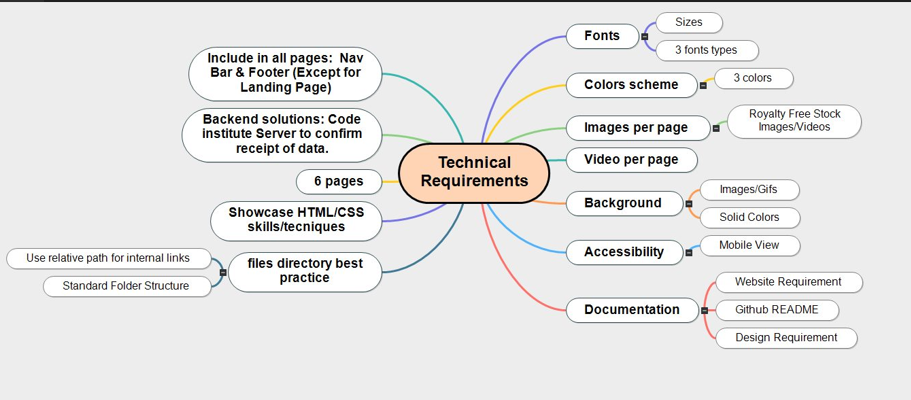 Technical
Requirements
Include in all pages: Nav
Bar & Footer (Except for
Landing Page)
Backend solutions: Code
institute Server to confirm
receipt of data.
6 pages
Showcase HTML/CSS
skills/tecniques
files directory best
practice
Use relative path for internal links
Standard Folder Structure
Fonts
Sizes
3 fonts types
Colors scheme
3 colors
Images per page
Royalty Free Stock
Images/Videos
Video per page
Background
Images/Gifs
Solid Colors
Accessibility
Mobile View
Documentation
Website Requirement
Github README
Design Requirement